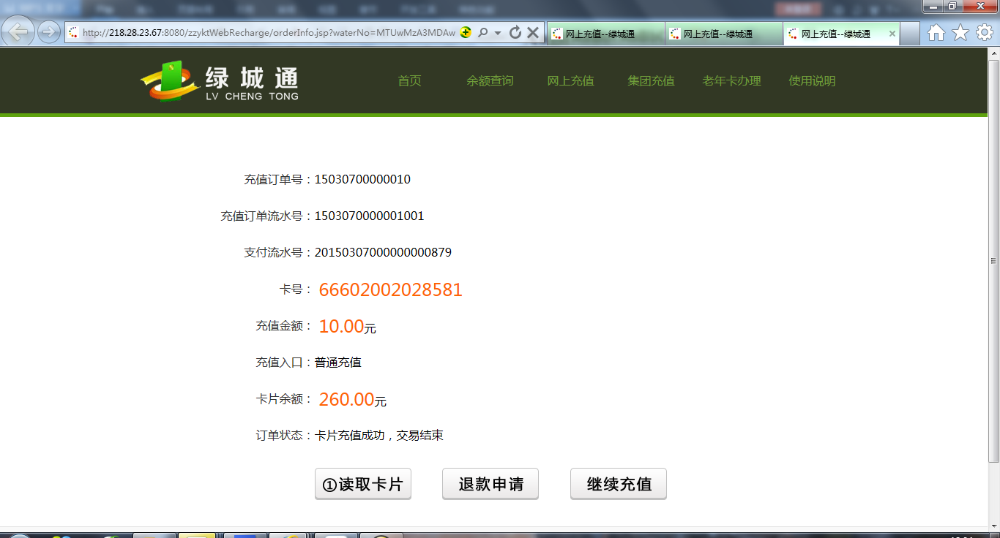 http://218.28.23.67:8080/zzyktWebRecharge/orderInfo.jsp?waterNo=MTUwMzA3MDAw
网上充值--绿城通
网上充值--绿城通
网上充值--绿城通
绿城通
LV CHENG TONG
首页
余额查询
网上充值
集团充值
老年卡办理
使用说明
充值订单号：15030700000010
充值订单流水号：1503070000001001
支付流水号：20150307000000000879
卡号：66602002028581
充值金额：10.00元
充值入口：普通充值
卡片余额：260.00元
订单状态：卡片充值成功，交易结束
①读取卡片
退款申请
继续充值